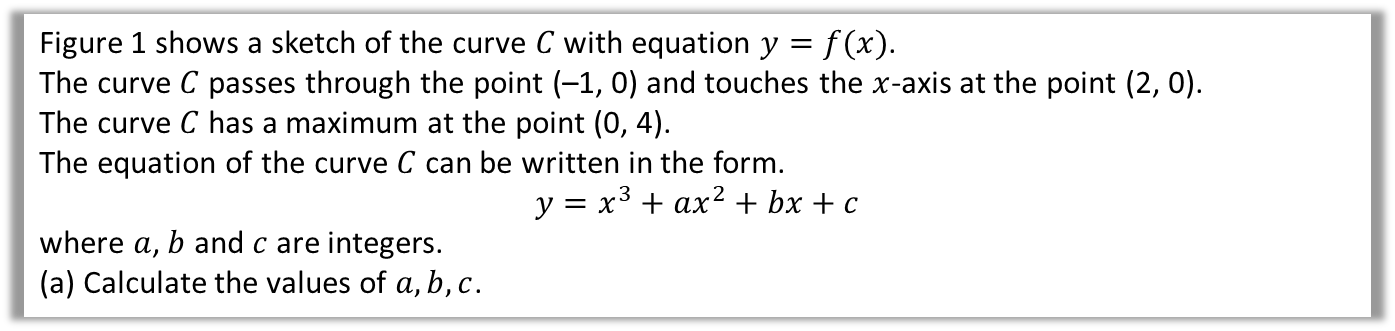 Figure 1 shows a sketch of the curve C with equation y = f(x).
The curve C passes through the point (–1, 0) and touches the x-axis at the point (2, 0).
The curve C has a maximum at the point (0, 4).
The equation of the curve C can be written in the form.
y = x³ + ax² + bx + c
where a, b and c are integers.
(a) Calculate the values of a, b, c.